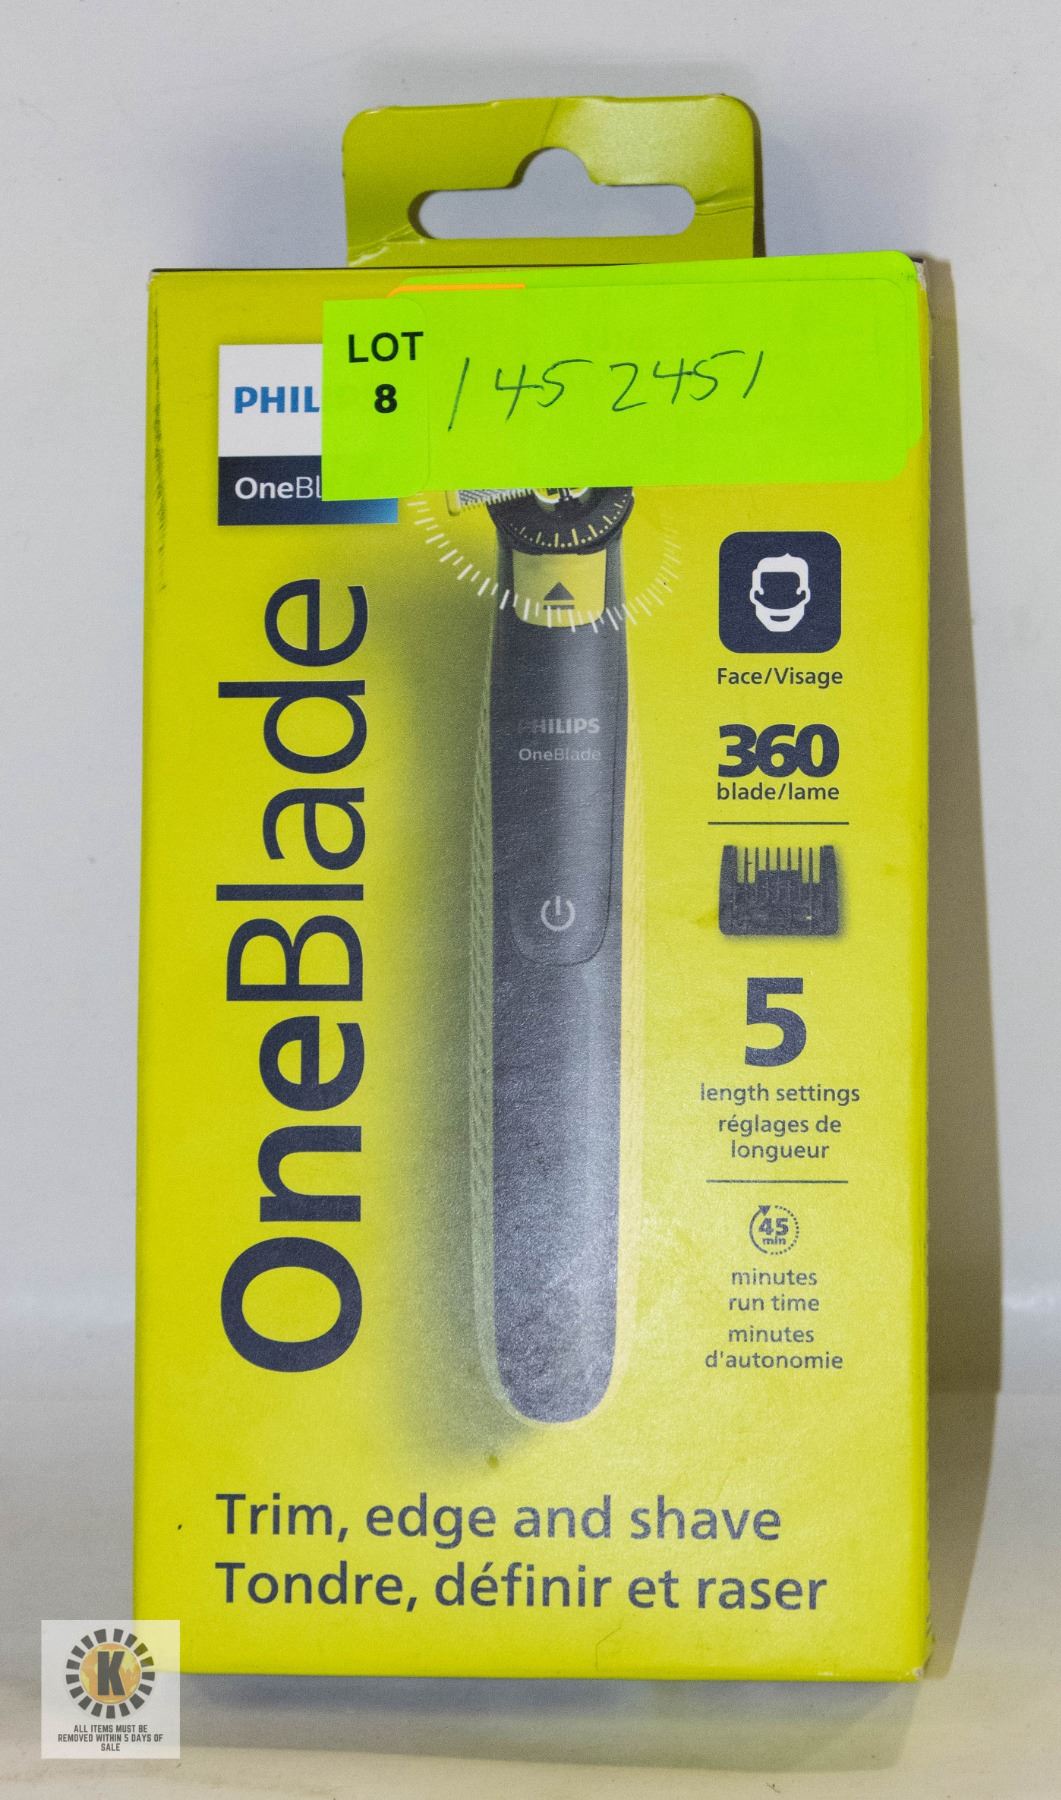 LOT
8
1452451
PHIL
OneBl
OneBlade
PHILIPS
OneBlade
Face/Visage
360
blade/lame
5
length settings
réglages de
longueur
45
min
minutes
run time
minutes
d'autonomie
Trim, edge and shave
Tondre, définir et raser
K
ALL ITEMS MUST BE
REMOVED WITHIN 5 DAYS OF
SALE